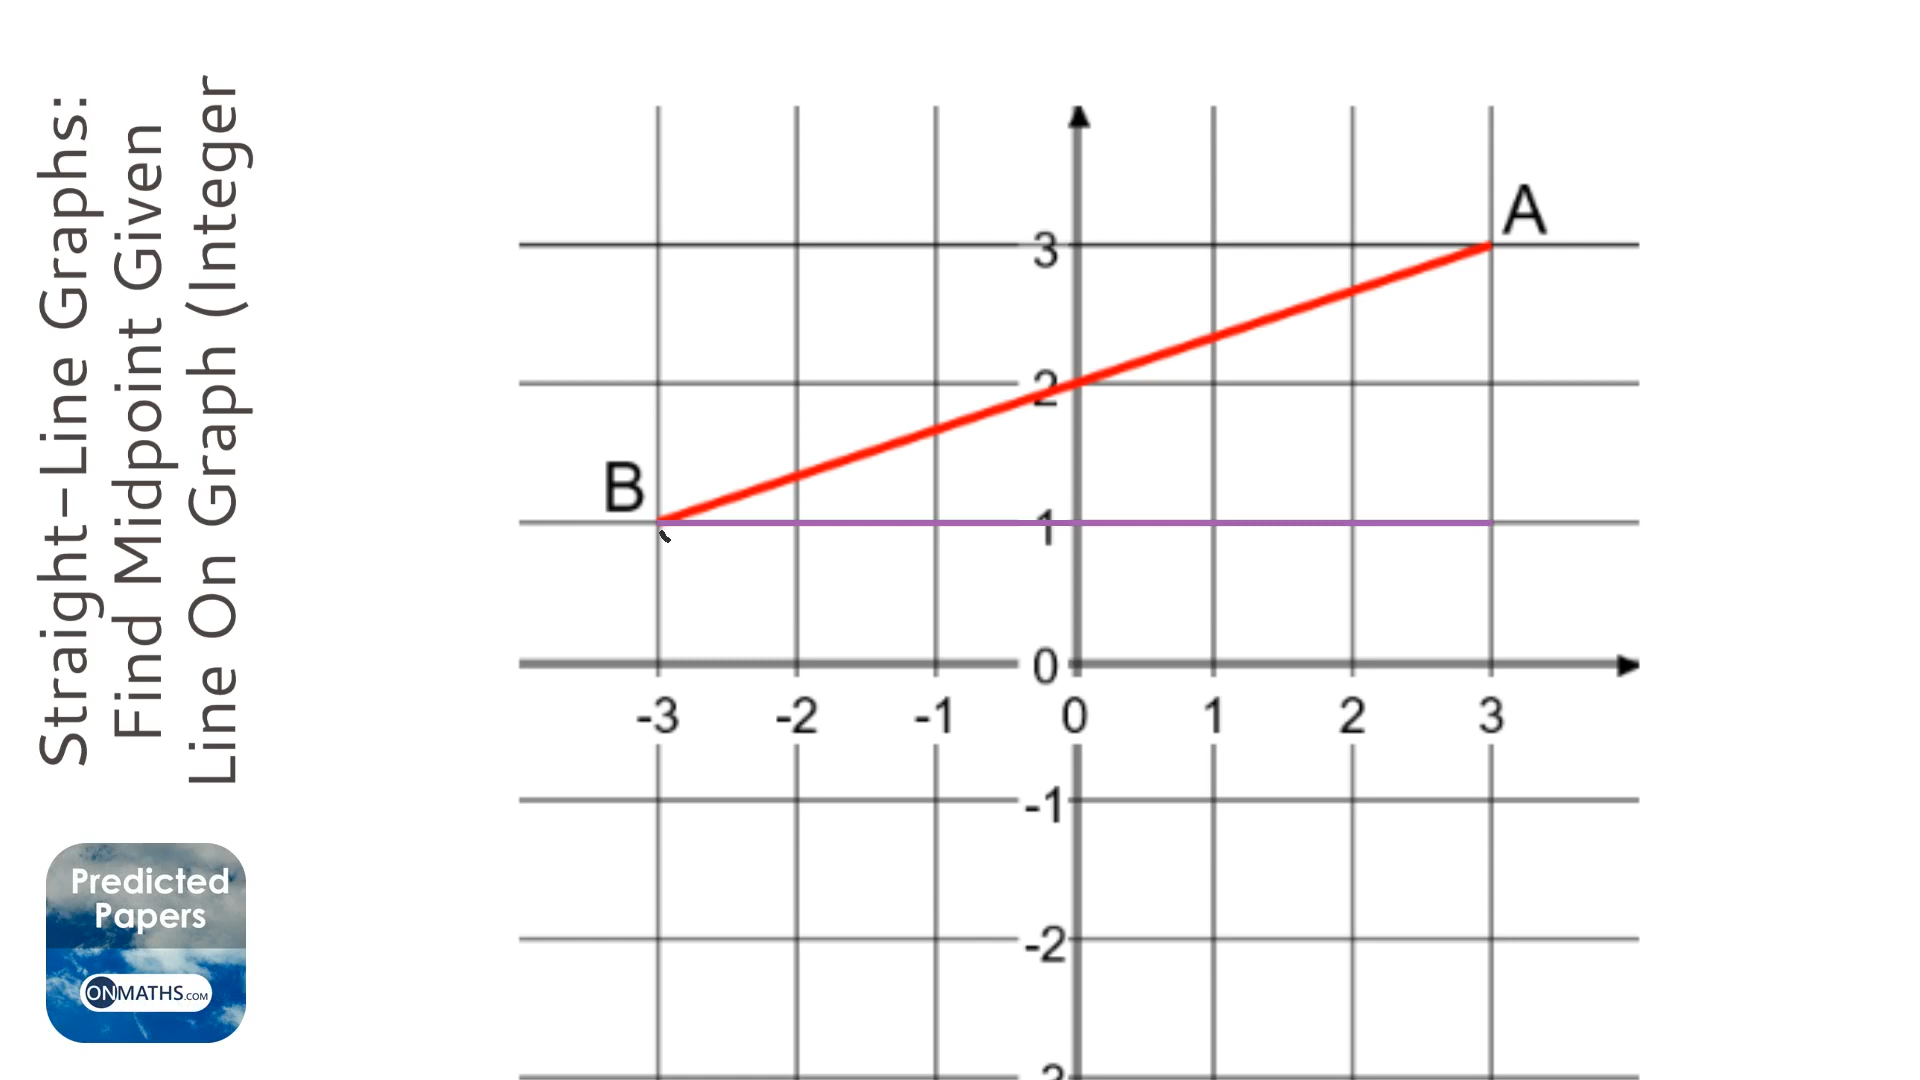 Straight-Line Graphs:
Find Midpoint Given
Line On Graph (Integer
A
3
2
B
1
0
-3 -2 -1 0 1 2 3
-1
-2
Predicted
Papers
ONMATHS.COM